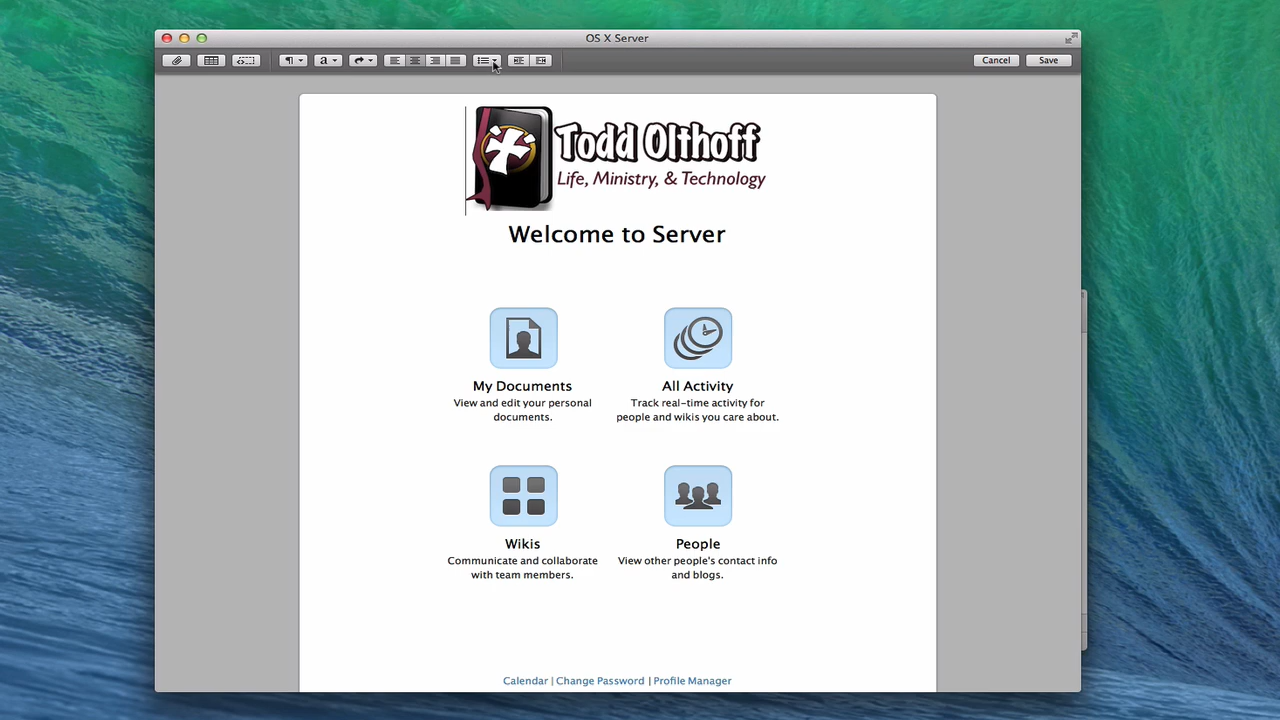 OS X Server
¶
a
Cancel
Save
Todd Olthoff
Life, Ministry, & Technology
Welcome to Server
My Documents
View and edit your personal
documents.
All Activity
Track real-time activity for
people and wikis you care about.
Wikis
Communicate and collaborate
with team members.
People
View other people's contact info
and blogs.
Calendar | Change Password | Profile Manager